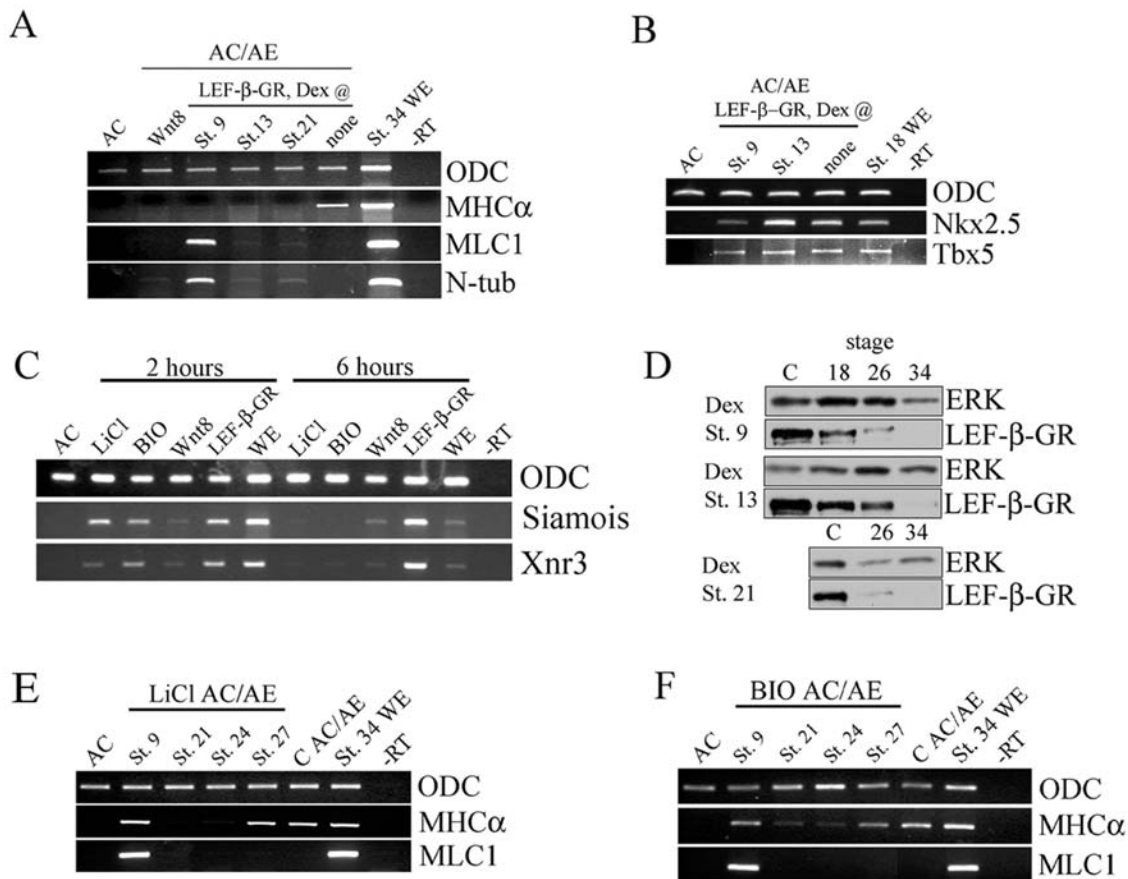 A
AC/AE
LEF-β-GR, Dex @
AC Wnt8 St. 9 St.13 St.21 none St. 34 WE -RT
ODC
MHCα
MLC1
N-tub
B
AC/AE
LEF-β-GR, Dex @
AC St. 9 St. 13 none St. 18 WE -RT
ODC
Nkx2.5
Tbx5
C
2 hours 6 hours
AC LiCl BIO Wnt8 LEF-β-GR WE LiCl BIO Wnt8 LEF-β-GR WE -RT
ODC
Siamois
Xnr3
D
stage
C 18 26 34
Dex St. 9 ERK
LEF-β-GR
Dex St. 13 ERK
LEF-β-GR
C 26 34
Dex St. 21 ERK
LEF-β-GR
E
LiCl AC/AE
AC St. 9 St. 21 St. 24 St. 27 C AC/AE St. 34 WE -RT
ODC
MHCα
MLC1
F
BIO AC/AE
AC St. 9 St. 21 St. 24 St. 27 C AC/AE St. 34 WE -RT
ODC
MHCα
MLC1